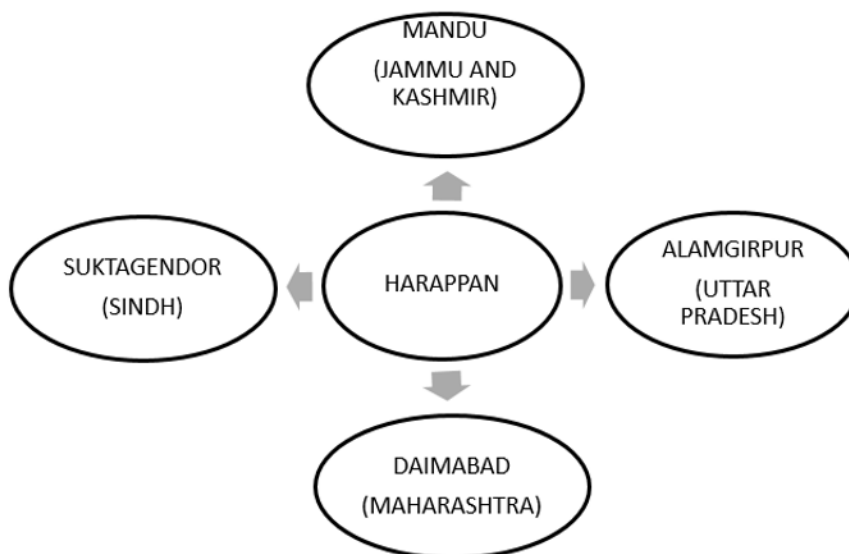 MANDU
(JAMMU AND
KASHMIR)
SUKTAGENDOR
(SINDH)
HARAPPAN
ALAMGIRPUR
(UTTAR
PRADESH)
DAIMABAD
(MAHARASHTRA)